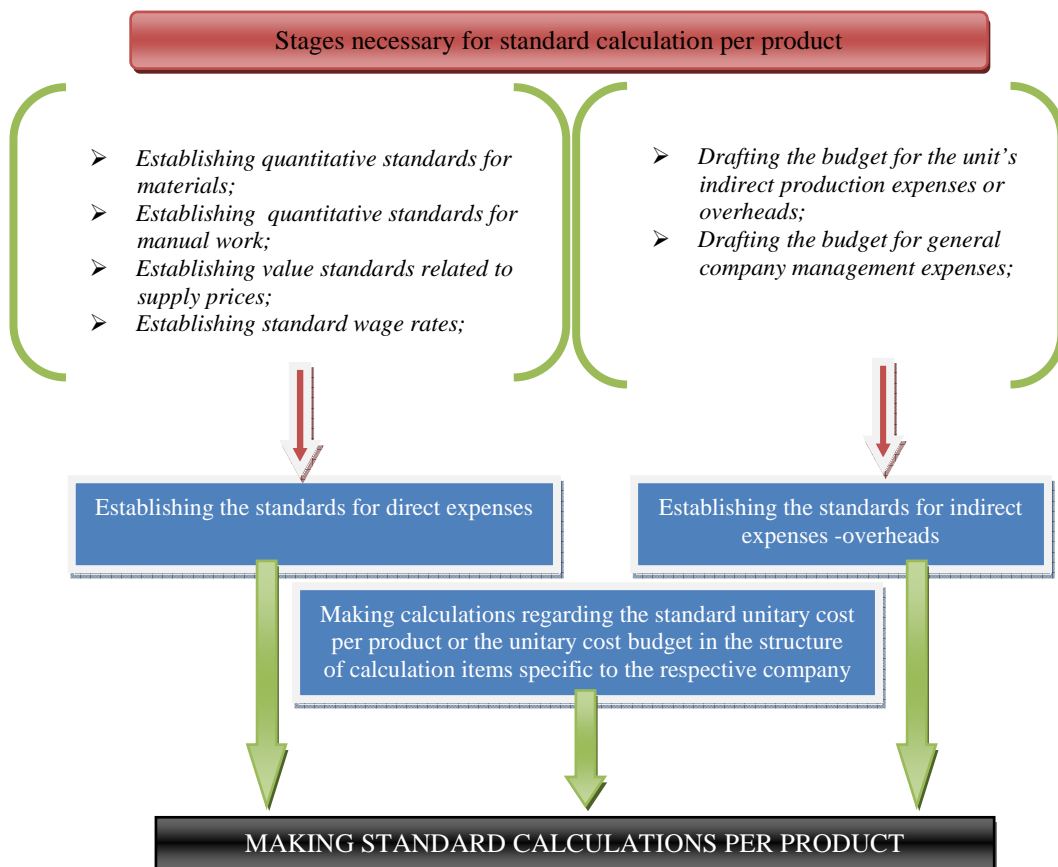 Stages necessary for standard calculation per product
➢ Establishing quantitative standards for
materials;
➢ Establishing quantitative standards for
manual work;
➢ Establishing value standards related to
supply prices;
➢ Establishing standard wage rates;
➢ Drafting the budget for the unit's
indirect production expenses or
overheads;
➢ Drafting the budget for general
company management expenses;
Establishing the standards for direct expenses
Establishing the standards for indirect
expenses -overheads
Making calculations regarding the standard unitary cost
per product or the unitary cost budget in the structure
of calculation items specific to the respective company
MAKING STANDARD CALCULATIONS PER PRODUCT